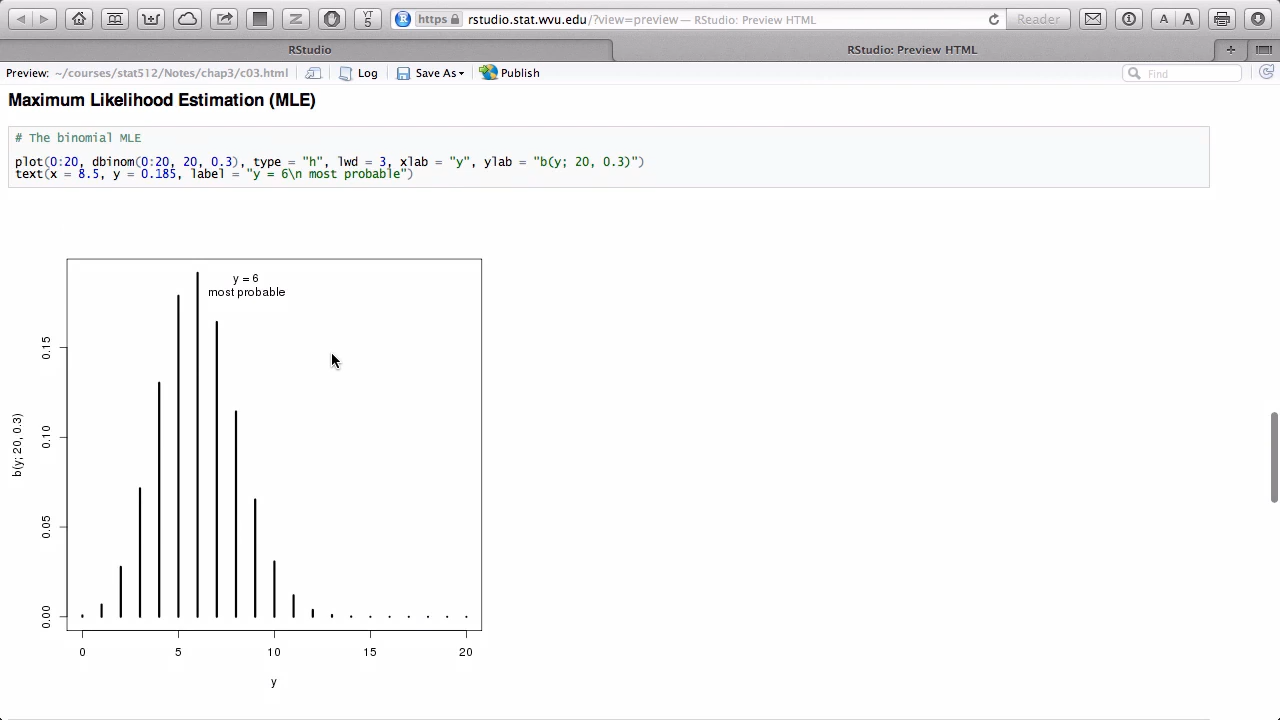 https rstudio.stat.wvu.edu/?view=preview — RStudio: Preview HTML
Reader
A A
YT
5
Z
RStudio
RStudio: Preview HTML
Preview: ~/courses/stat512/Notes/chap3/c03.html
Log
Save As
Publish
Find
Maximum Likelihood Estimation (MLE)
# The binomial MLE
plot(0:20, dbinom(0:20, 20, 0.3), type = "h", lwd = 3, xlab = "y", ylab = "b(y; 20, 0.3)")
text(x = 8.5, y = 0.185, label = "y = 6\n most probable")
y = 6
most probable
0.15
0.10
0.05
0.00
b(y; 20, 0.3)
0 5 10 15 20
y